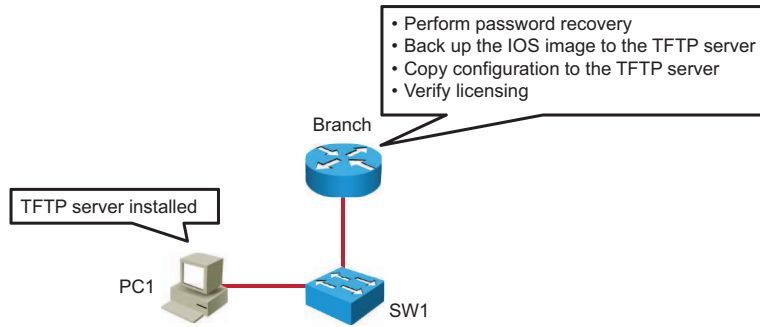 • Perform password recovery
• Back up the IOS image to the TFTP server
• Copy configuration to the TFTP server
• Verify licensing
Branch
TFTP server installed
PC1
SW1